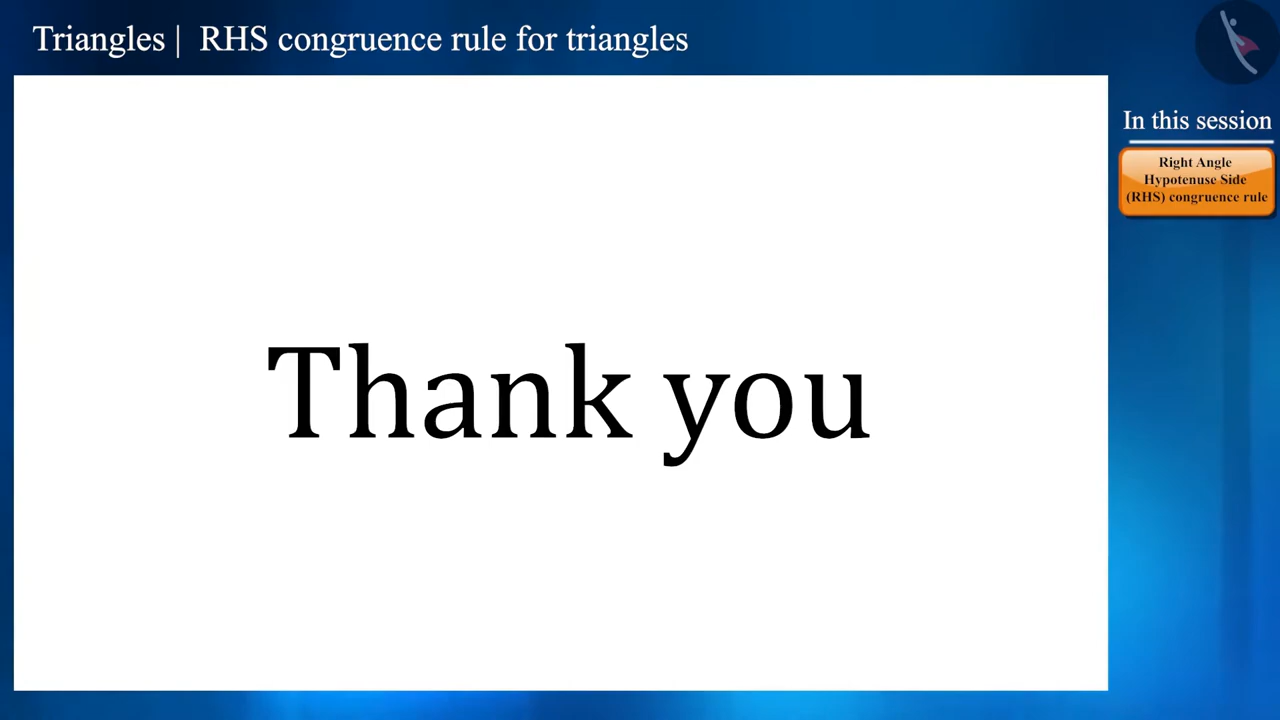 Triangles | RHS congruence rule for triangles
In this session
Right Angle
Hypotenuse Side
(RHS) congruence rule
Thank you